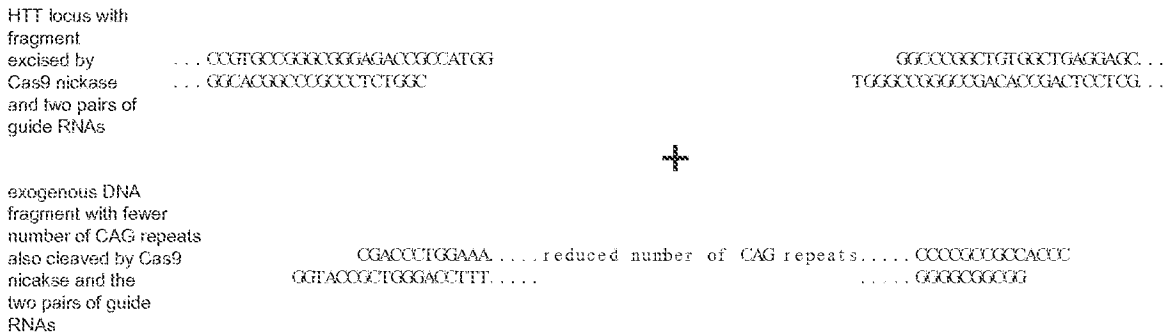 HTT locus with
fragment
excised by ... CCGTGCCGGGCGGGAGACCGCCATGG GGCCCGGCTGTGGCTGAGGAGC...
Cas9 nickase ... GGCACGGCCCGCCCTCTGGC TGGGCCGGGCCGACACCGACTCCTCG...
and two pairs of
guide RNAs
+
exogenous DNA
fragment with fewer
number of CAG repeats
also cleaved by Cas9 CGACCCTGGAAA.....reduced number of CAG repeats.....CCCCGCCGCCACCC
nicakse and the GGTACCGCTGGGACCTTT..... .....GGGGCGGCGG
two pairs of guide
RNAs